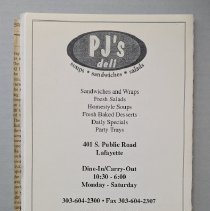 PJ's
deli
soups • sandwiches • salads
Sandwiches and Wraps
Fresh Salads
Homestyle Soups
Fresh Baked Desserts
Daily Specials
Party Trays
401 S. Public Road
Lafayette
Dine-In/Carry-Out
10:30 - 6:00
Monday - Saturday
303-604-2300 • Fax 303-604-2307